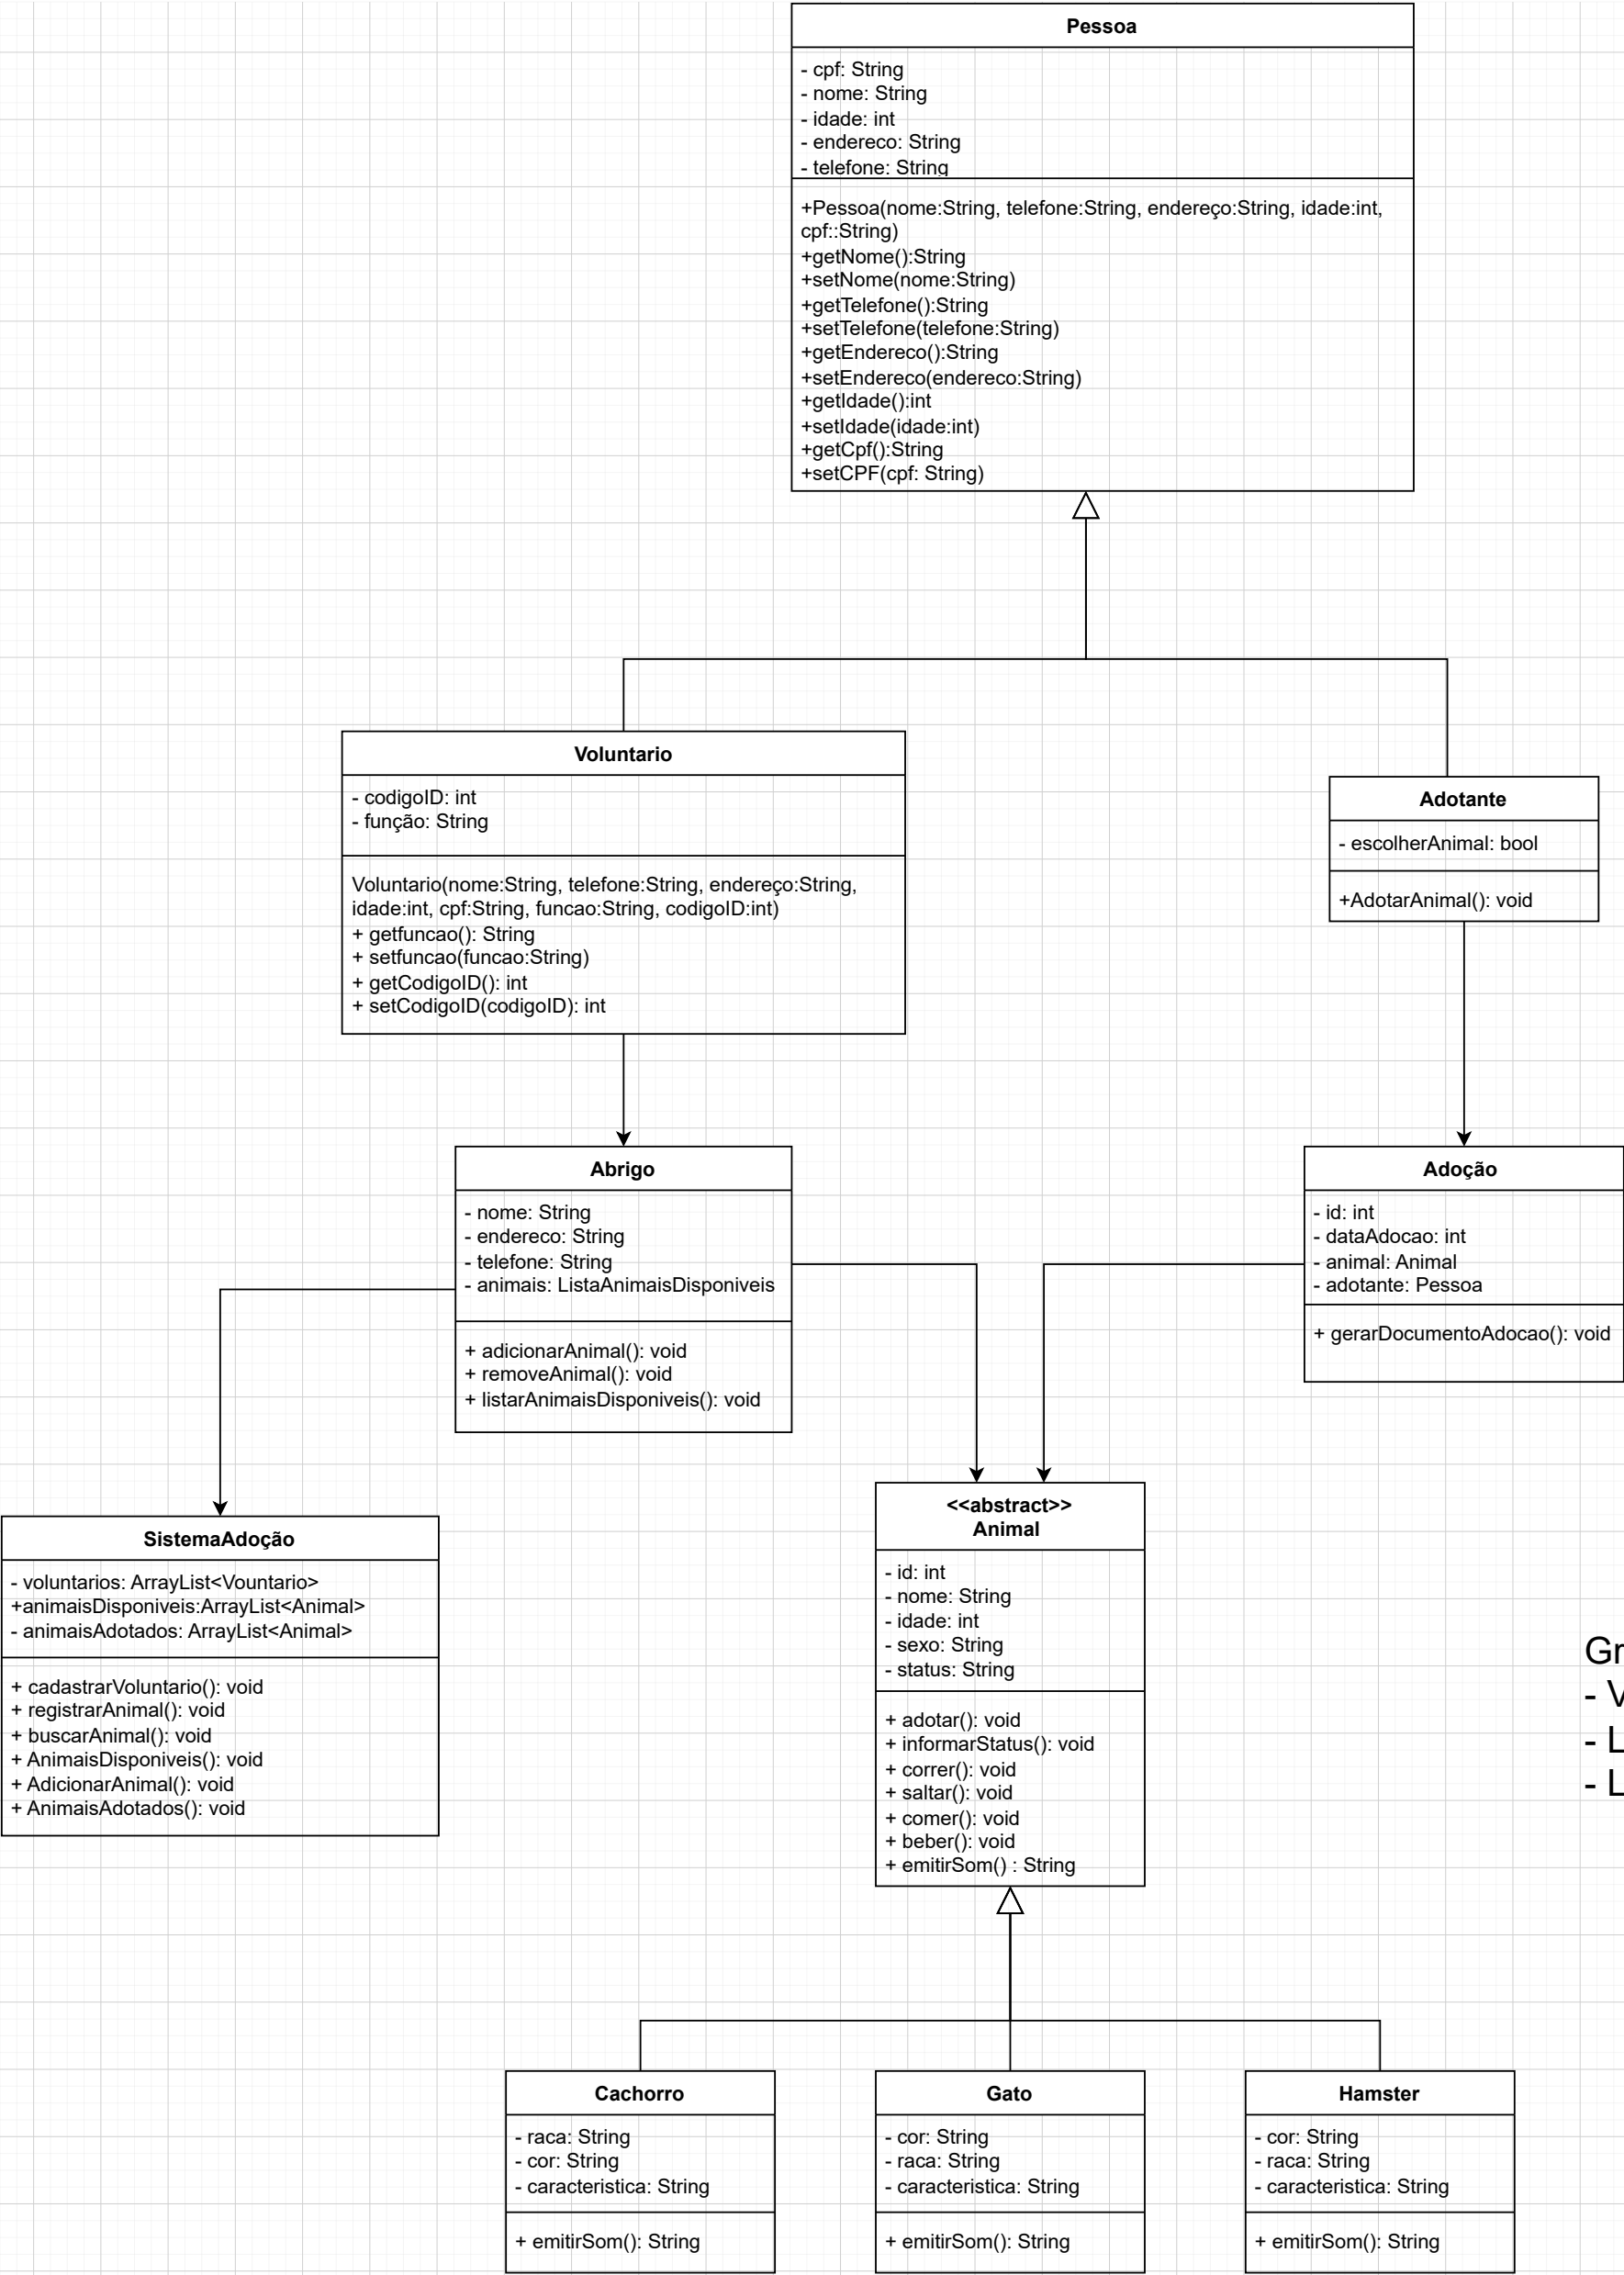 Pessoa
- cpf: String
- nome: String
- idade: int
- endereco: String
- telefone: String
+Pessoa(nome:String, telefone:String, endereço:String, idade:int,
cpf::String)
+getNome():String
+setNome(nome:String)
+getTelefone():String
+setTelefone(telefone:String)
+getEndereco():String
+setEndereco(endereco:String)
+getIdade():int
+setIdade(idade:int)
+getCpf():String
+setCPF(cpf: String)
Voluntario
- codigoID: int
- função: String
Voluntario(nome:String, telefone:String, endereço:String,
idade:int, cpf:String, funcao:String, codigoID:int)
+ getfuncao(): String
+ setfuncao(funcao:String)
+ getCodigoID(): int
+ setCodigoID(codigoID): int
Adotante
- escolherAnimal: bool
+AdotarAnimal(): void
Abrigo
- nome: String
- endereco: String
- telefone: String
- animais: ListaAnimaisDisponiveis
+ adicionarAnimal(): void
+ removeAnimal(): void
+ listarAnimaisDisponiveis(): void
Adoção
- id: int
- dataAdocao: int
- animal: Animal
- adotante: Pessoa
+ gerarDocumentoAdocao(): void
SistemaAdoção
- voluntarios: ArrayList<Vountario>
+animaisDisponiveis:ArrayList<Animal>
- animaisAdotados: ArrayList<Animal>
+ cadastrarVoluntario(): void
+ registrarAnimal(): void
+ buscarAnimal(): void
+ AnimaisDisponiveis(): void
+ AdicionarAnimal(): void
+ AnimaisAdotados(): void
<<abstract>>
Animal
- id: int
- nome: String
- idade: int
- sexo: String
- status: String
+ adotar(): void
+ informarStatus(): void
+ correr(): void
+ saltar(): void
+ comer(): void
+ beber(): void
+ emitirSom() : String
Gr
- V
- L
- L
Cachorro
- raca: String
- cor: String
- caracteristica: String
+ emitirSom(): String
Gato
- cor: String
- raca: String
- caracteristica: String
+ emitirSom(): String
Hamster
- cor: String
- raca: String
- caracteristica: String
+ emitirSom(): String